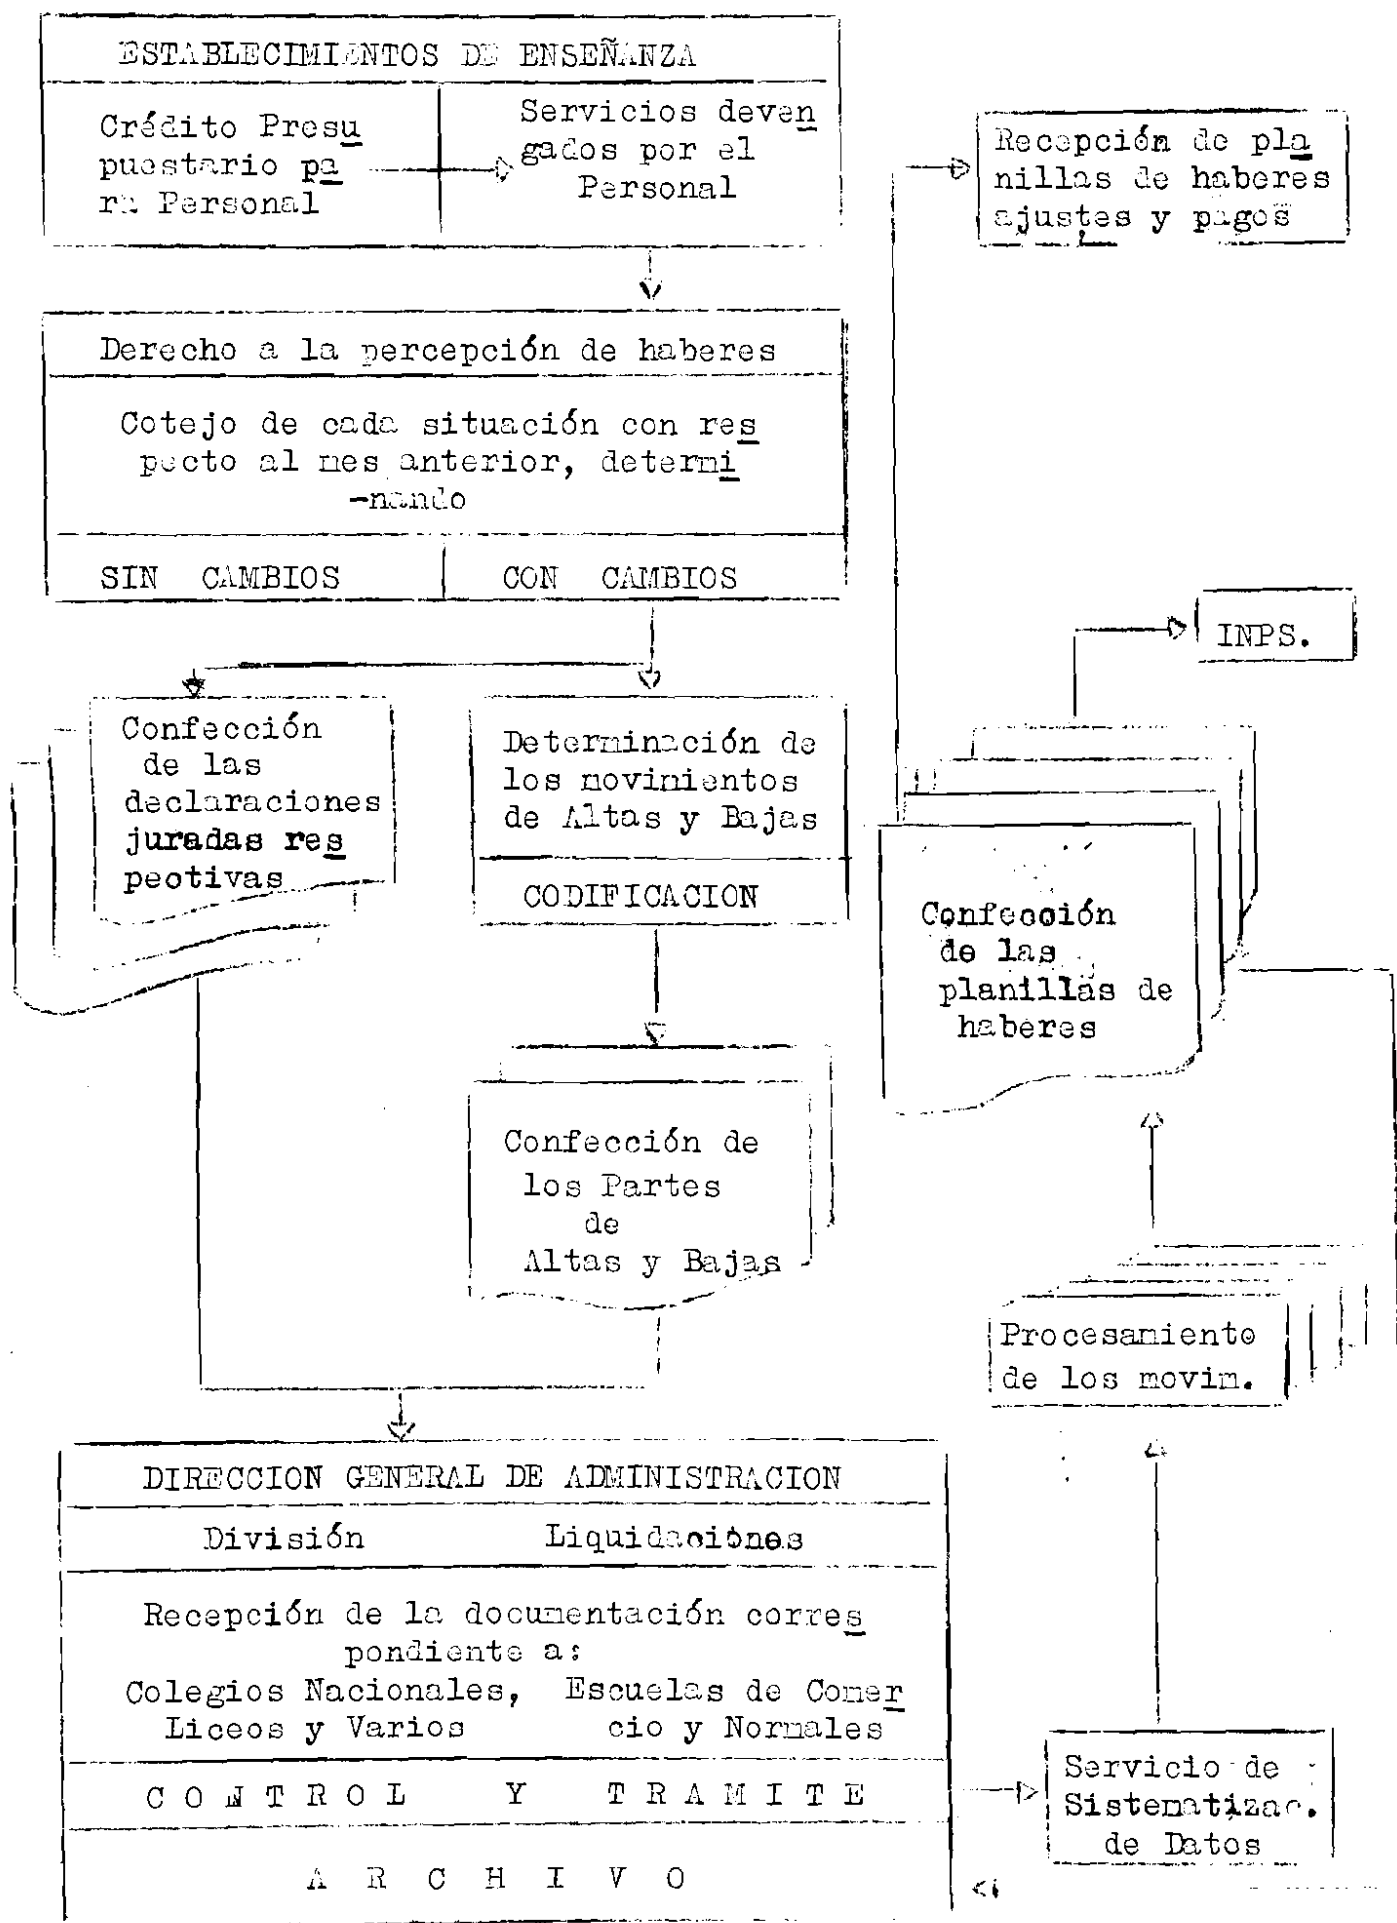 ESTABLECIMIENTOS DE ENSEÑANZA
Crédito Presu
puestario pa
ra Personal
Servicios deven
gados por el
Personal
Recepción de pla
nillas de haberes
ajustes y pagos
Derecho a la percepción de haberes
Cotejo de cada situación con res
pecto al mes anterior, determi
-nando
SIN CAMBIOS
CON CAMBIOS
INPS.
Confección
de las
declaraciones
juradas res
pectivas
Determinación de
los movimientos
de Altas y Bajas
CODIFICACION
Confección
de las
planillas de
haberes
Confección de
los Partes
de
Altas y Bajas
Procesamiento
de los movim.
DIRECCION GENERAL DE ADMINISTRACION
División Liquidaciones
Recepción de la documentación corres
pondiente a:
Colegios Nacionales,
Liceos y Varios
Escuelas de Comer
cio y Normales
C O N T R O L Y T R A M I T E
Servicio de
Sistematizac.
de Datos
A R C H I V O